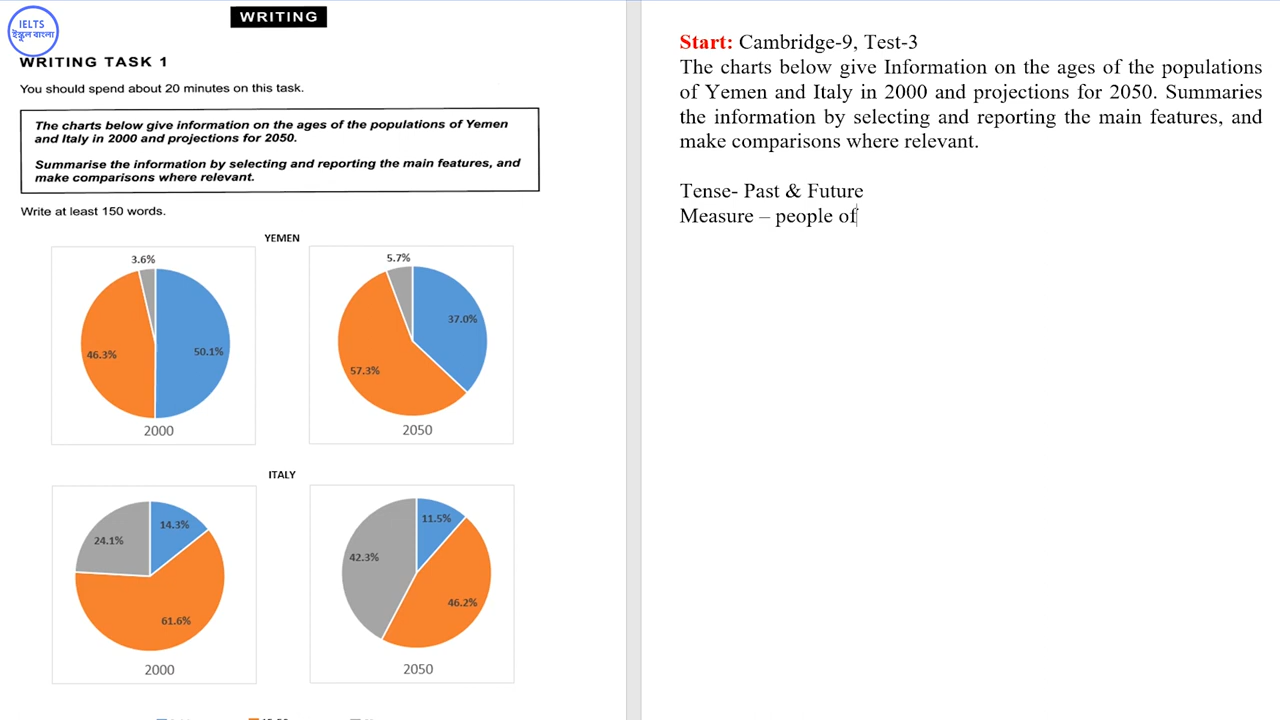 WRITING
IELTS
ইস্কুল বাংলা
WRITING TASK 1
You should spend about 20 minutes on this task.
The charts below give information on the ages of the populations of Yemen
and Italy in 2000 and projections for 2050.
Summarise the information by selecting and reporting the main features, and
make comparisons where relevant.
Write at least 150 words.
YEMEN
3.6%
46.3%
50.1%
2000
5.7%
37.0%
57.3%
2050
ITALY
14.3%
24.1%
61.6%
2000
11.5%
42.3%
46.2%
2050
Start: Cambridge-9, Test-3
The charts below give Information on the ages of the populations
of Yemen and Italy in 2000 and projections for 2050. Summaries
the information by selecting and reporting the main features, and
make comparisons where relevant.
Tense- Past & Future
Measure – people of